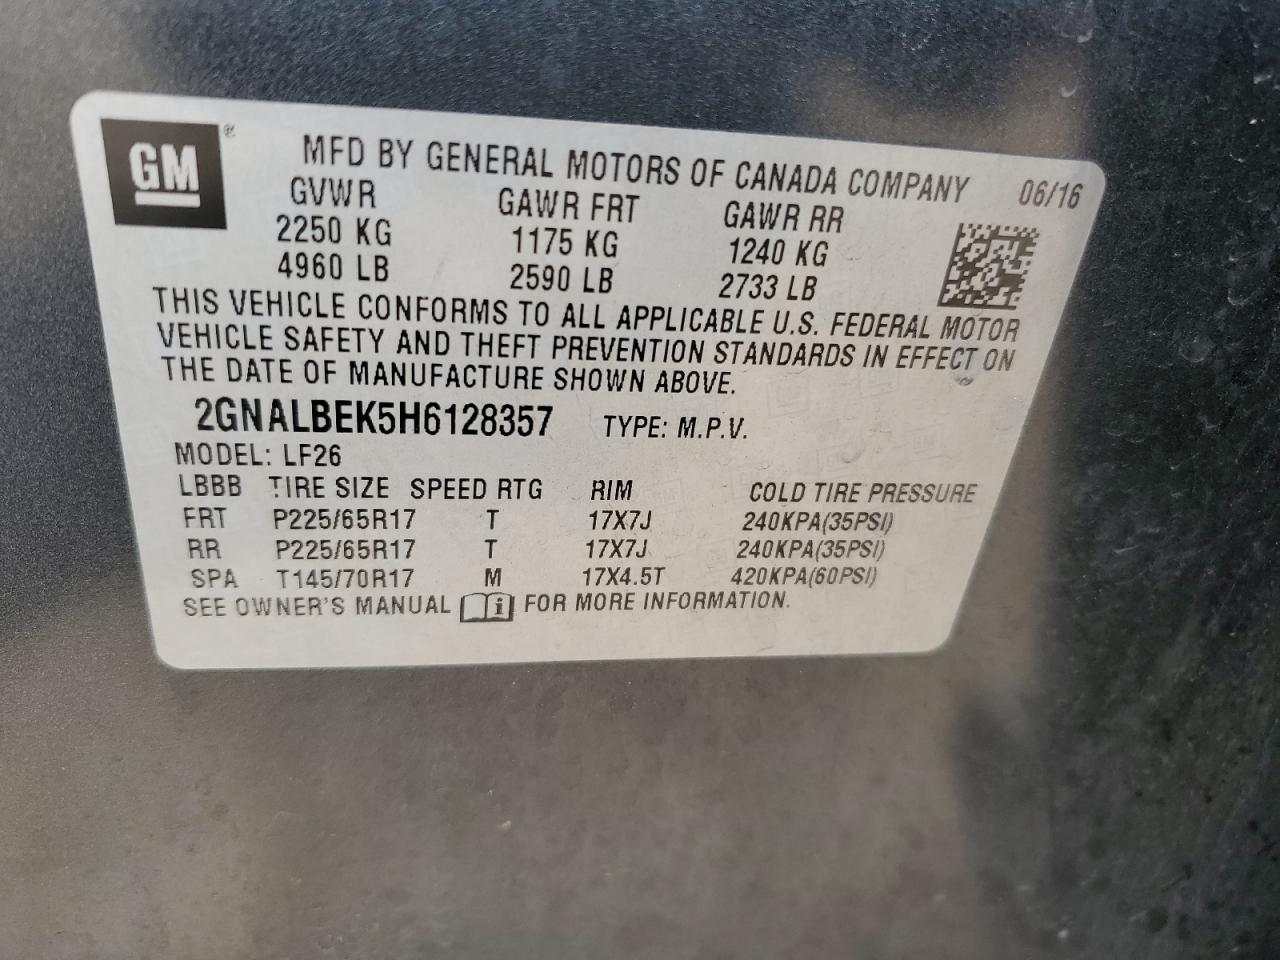 GM ® MFD BY GENERAL MOTORS OF CANADA COMPANY 06/16
GVWR GAWR FRT GAWR RR
2250 KG 1175 KG 1240 KG
4960 LB 2590 LB 2733 LB
THIS VEHICLE CONFORMS TO ALL APPLICABLE U.S. FEDERAL MOTOR
VEHICLE SAFETY AND THEFT PREVENTION STANDARDS IN EFFECT ON
THE DATE OF MANUFACTURE SHOWN ABOVE.
2GNALBEK5H6128357 TYPE: M.P.V.
MODEL: LF26
LBBB TIRE SIZE SPEED RTG RIM COLD TIRE PRESSURE
FRT P225/65R17 T 17X7J 240KPA(35PSI)
RR P225/65R17 T 17X7J 240KPA(35PSI)
SPA T145/70R17 M 17X4.5T 420KPA(60PSI)
SEE OWNER'S MANUAL i FOR MORE INFORMATION.